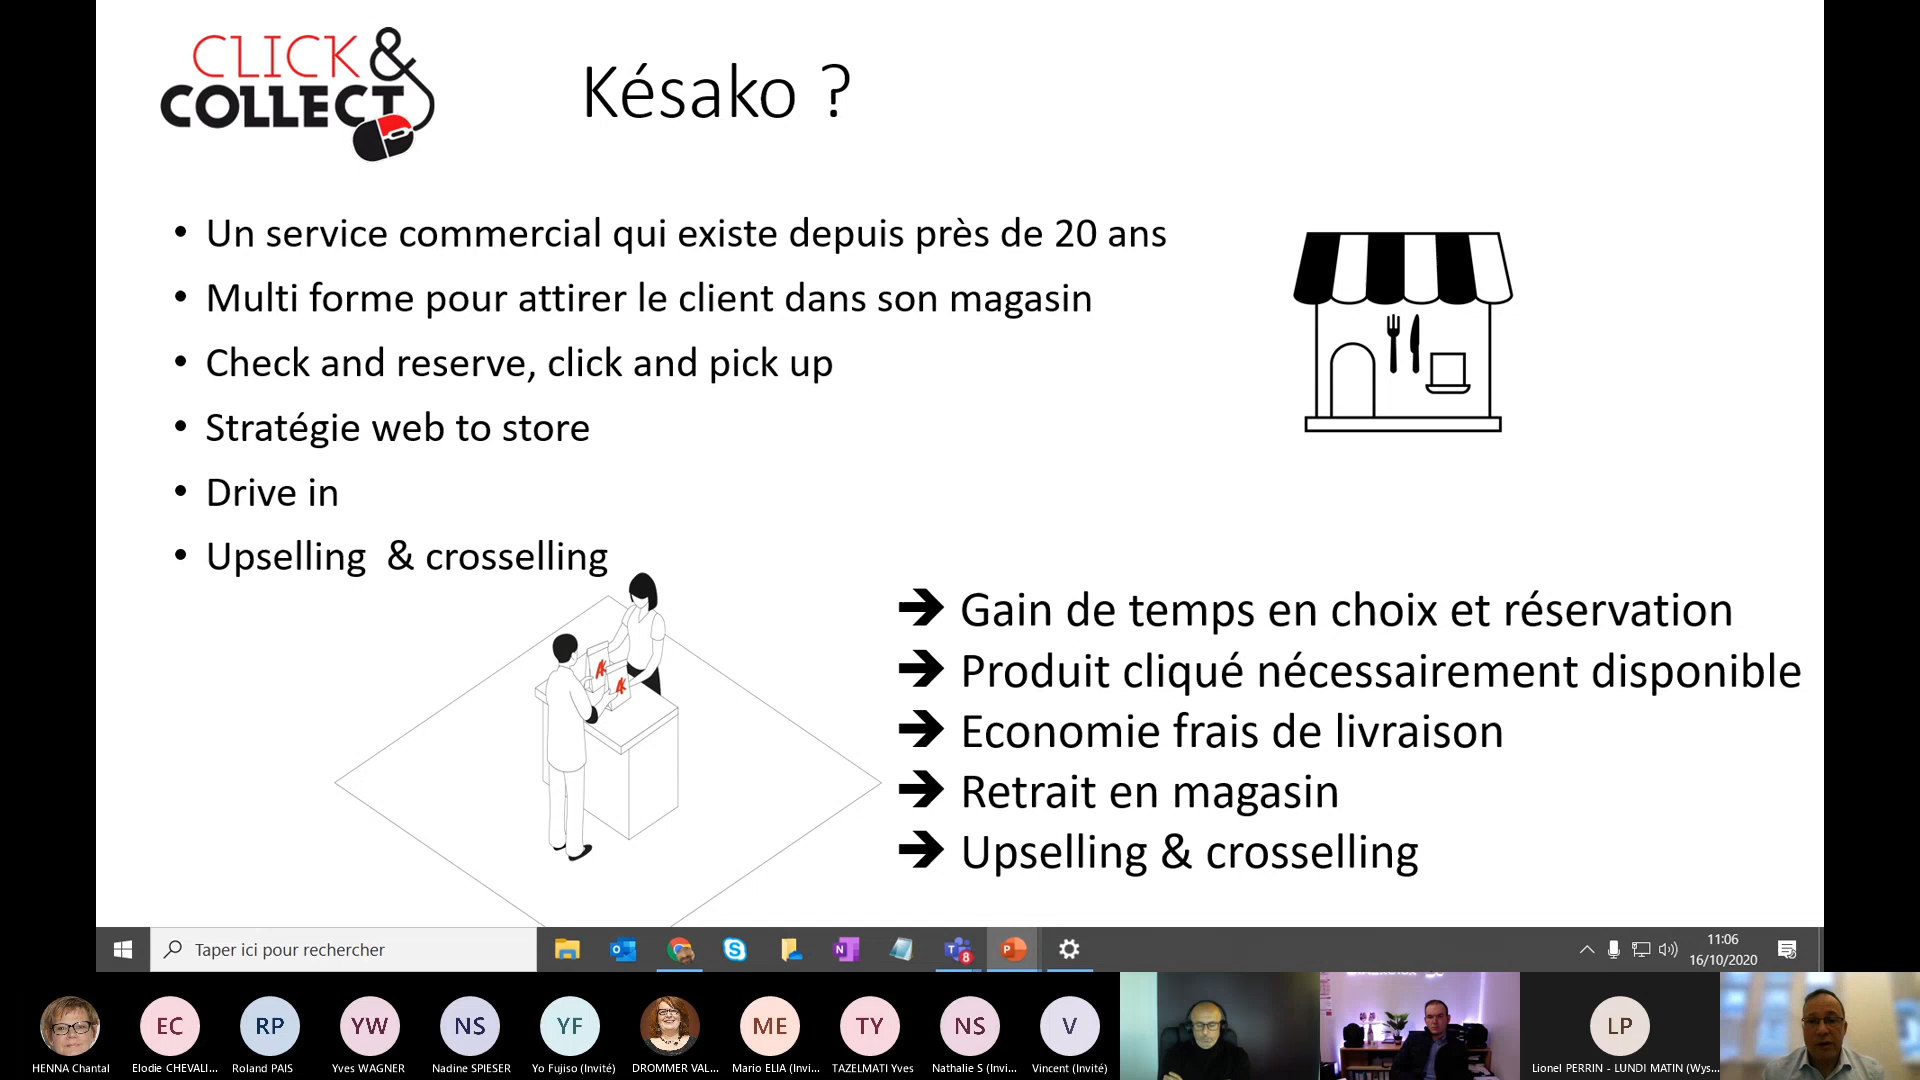 CLICK &
COLLECT
Késako ?
• Un service commercial qui existe depuis près de 20 ans
• Multi forme pour attirer le client dans son magasin
• Check and reserve, click and pick up
• Stratégie web to store
• Drive in
• Upselling & crosselling
➔ Gain de temps en choix et réservation
➔ Produit cliqué nécessairement disponible
➔ Economie frais de livraison
➔ Retrait en magasin
➔ Upselling & crosselling
Taper ici pour rechercher
8
11:06
16/10/2020
EC
RP
YW
NS
YF
ME
TY
NS
V
LP
HENNA Chantal
Elodie CHEVALI...
Roland PAIS
Yves WAGNER
Nadine SPIESER
Yo Fujiso (Invité)
DROMMER VAL...
Mario ELIA (Invi...
TAZELMATI Yves
Nathalie S (Invi...
Vincent (Invité)
Lionel PERRIN - LUNDI MATIN (Wys...